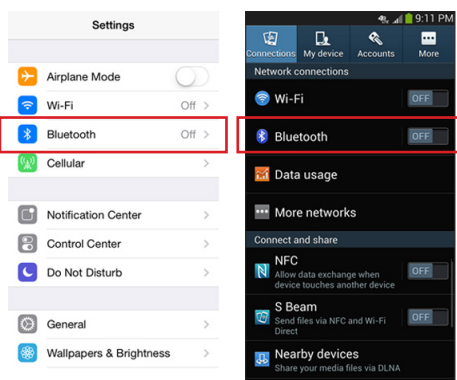 Settings
Airplane Mode
Wi-Fi Off
Bluetooth Off
Cellular
Notification Center
Control Center
Do Not Disturb
General
Wallpapers & Brightness
9:11 PM
Connections My device Accounts More
Network connections
Wi-Fi OFF
Bluetooth OFF
Data usage
More networks
Connect and share
NFC
Allow data exchange when
device touches another device
OFF
S Beam
Send files via NFC and Wi-Fi
Direct
OFF
Nearby devices
Share your media files via DLNA